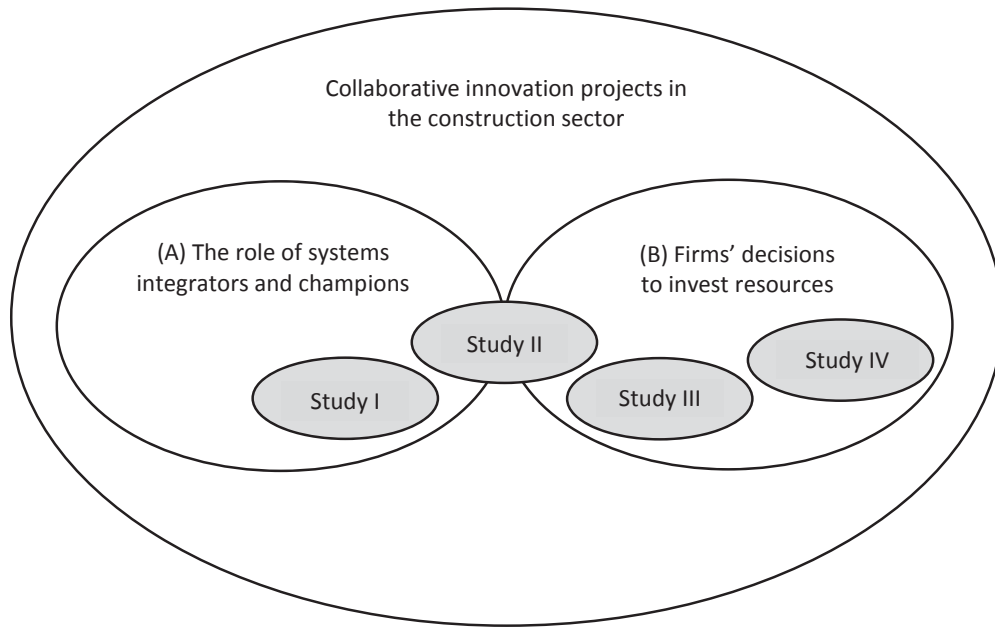 Collaborative innovation projects in
the construction sector
(A) The role of systems
integrators and champions
(B) Firms’ decisions
to invest resources
Study II
Study IV
Study I
Study III